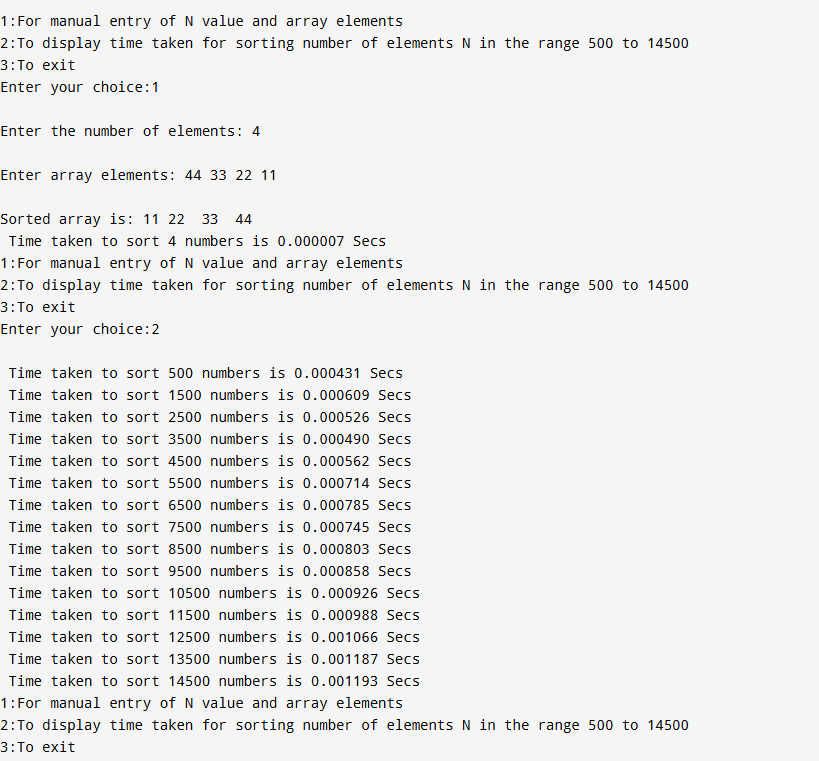 1:For manual entry of N value and array elements
2:To display time taken for sorting number of elements N in the range 500 to 14500
3:To exit
Enter your choice:1
Enter the number of elements: 4
Enter array elements: 44 33 22 11
Sorted array is: 11 22  33  44
Time taken to sort 4 numbers is 0.000007 Secs
1:For manual entry of N value and array elements
2:To display time taken for sorting number of elements N in the range 500 to 14500
3:To exit
Enter your choice:2
Time taken to sort 500 numbers is 0.000431 Secs
Time taken to sort 1500 numbers is 0.000609 Secs
Time taken to sort 2500 numbers is 0.000526 Secs
Time taken to sort 3500 numbers is 0.000490 Secs
Time taken to sort 4500 numbers is 0.000562 Secs
Time taken to sort 5500 numbers is 0.000714 Secs
Time taken to sort 6500 numbers is 0.000785 Secs
Time taken to sort 7500 numbers is 0.000745 Secs
Time taken to sort 8500 numbers is 0.000803 Secs
Time taken to sort 9500 numbers is 0.000858 Secs
Time taken to sort 10500 numbers is 0.000926 Secs
Time taken to sort 11500 numbers is 0.000988 Secs
Time taken to sort 12500 numbers is 0.001066 Secs
Time taken to sort 13500 numbers is 0.001187 Secs
Time taken to sort 14500 numbers is 0.001193 Secs
1:For manual entry of N value and array elements
2:To display time taken for sorting number of elements N in the range 500 to 14500
3:To exit